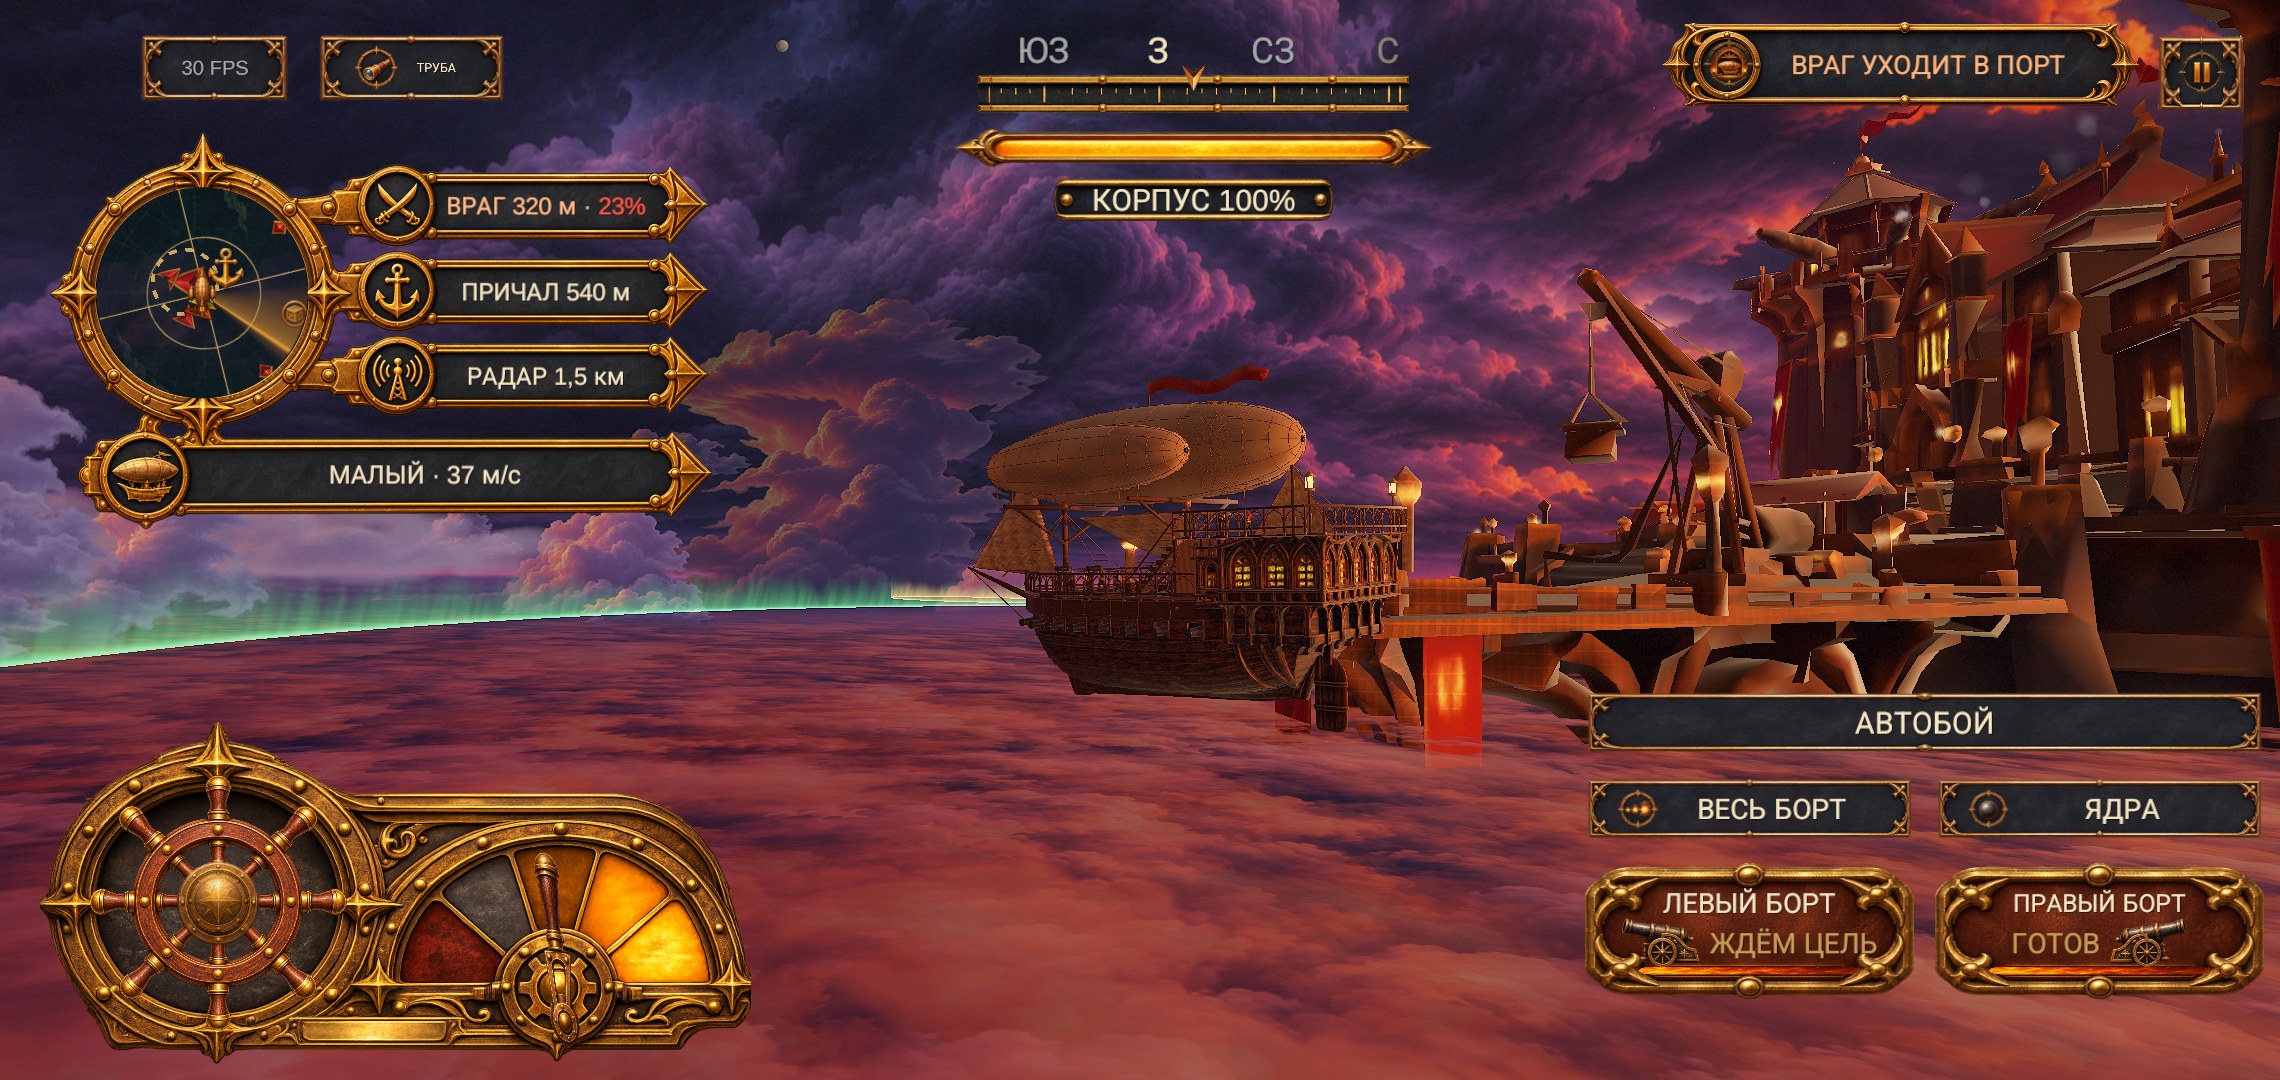 30 FPS
ТРУБА
ЮЗ З СЗ С
ВРАГ УХОДИТ В ПОРТ
КОРПУС 100%
ВРАГ 320 м · 23%
ПРИЧАЛ 540 м
РАДАР 1,5 км
МАЛЫЙ · 37 м/с
АВТОБОЙ
ВЕСЬ БОРТ
ЯДРА
ЛЕВЫЙ БОРТ
ЖДЁМ ЦЕЛЬ
ПРАВЫЙ БОРТ
ГОТОВ